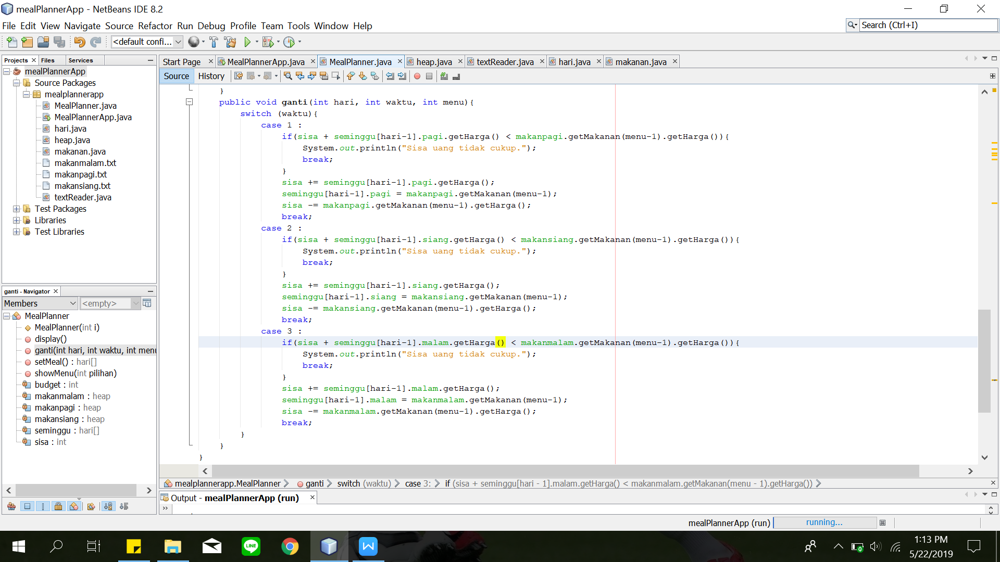 mealPlannerApp - NetBeans IDE 8.2
File Edit View Navigate Source Refactor Run Debug Profile Team Tools Window Help
Search (Ctrl+I)
<default confi...
Projects Files Services
mealPlannerApp
Source Packages
mealplannerapp
MealPlanner.java
MealPlannerApp.java
hari.java
heap.java
makanan.java
makanmalam.txt
makanpagi.txt
makansiang.txt
textReader.java
Test Packages
Libraries
Test Libraries
ganti - Navigator
Members <empty>
MealPlanner
MealPlanner(int i)
display()
ganti(int hari, int waktu, int menu
setMeal() : hari[]
showMenu(int pilihan)
budget : int
makanmalam : heap
makanpagi : heap
makansiang : heap
seminggu : hari[]
sisa : int
Start Page MealPlannerApp.java MealPlanner.java heap.java textReader.java hari.java makanan.java
Source History
}
public void ganti(int hari, int waktu, int menu){
switch (waktu){
case 1 :
if(sisa + seminggu[hari-1].pagi.getHarga() < makanpagi.getMakanan(menu-1).getHarga()){
System.out.println("Sisa uang tidak cukup.");
break;
}
sisa += seminggu[hari-1].pagi.getHarga();
seminggu[hari-1].pagi = makanpagi.getMakanan(menu-1);
sisa -= makanpagi.getMakanan(menu-1).getHarga();
break;
case 2 :
if(sisa + seminggu[hari-1].siang.getHarga() < makansiang.getMakanan(menu-1).getHarga()){
System.out.println("Sisa uang tidak cukup.");
break;
}
sisa += seminggu[hari-1].siang.getHarga();
seminggu[hari-1].siang = makansiang.getMakanan(menu-1);
sisa -= makansiang.getMakanan(menu-1).getHarga();
break;
case 3 :
if(sisa + seminggu[hari-1].malam.getHarga() < makanmalam.getMakanan(menu-1).getHarga()){
System.out.println("Sisa uang tidak cukup.");
break;
}
sisa += seminggu[hari-1].malam.getHarga();
seminggu[hari-1].malam = makanmalam.getMakanan(menu-1);
sisa -= makanmalam.getMakanan(menu-1).getHarga();
break;
}
}
}
mealplannerapp.MealPlanner ganti switch (waktu) case 3: if (sisa + seminggu[hari - 1].malam.getHarga() < makanmalam.getMakanan(menu - 1).getHarga())
Output - mealPlannerApp (run)
mealPlannerApp (run) running...
LINE
W
1:13 PM
5/22/2019